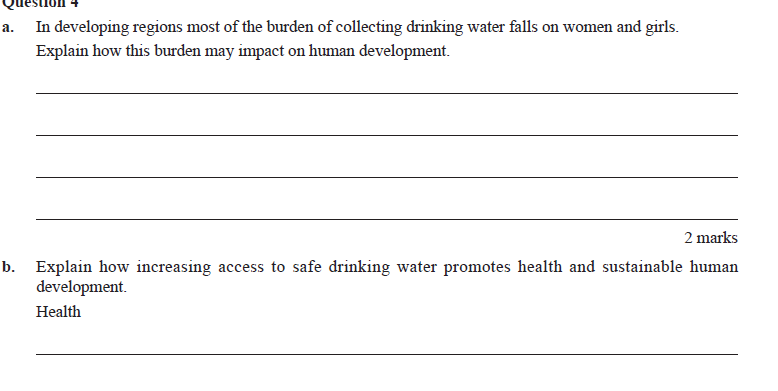 Question 4
a. In developing regions most of the burden of collecting drinking water falls on women and girls.
Explain how this burden may impact on human development.
2 marks
b. Explain how increasing access to safe drinking water promotes health and sustainable human
development.
Health